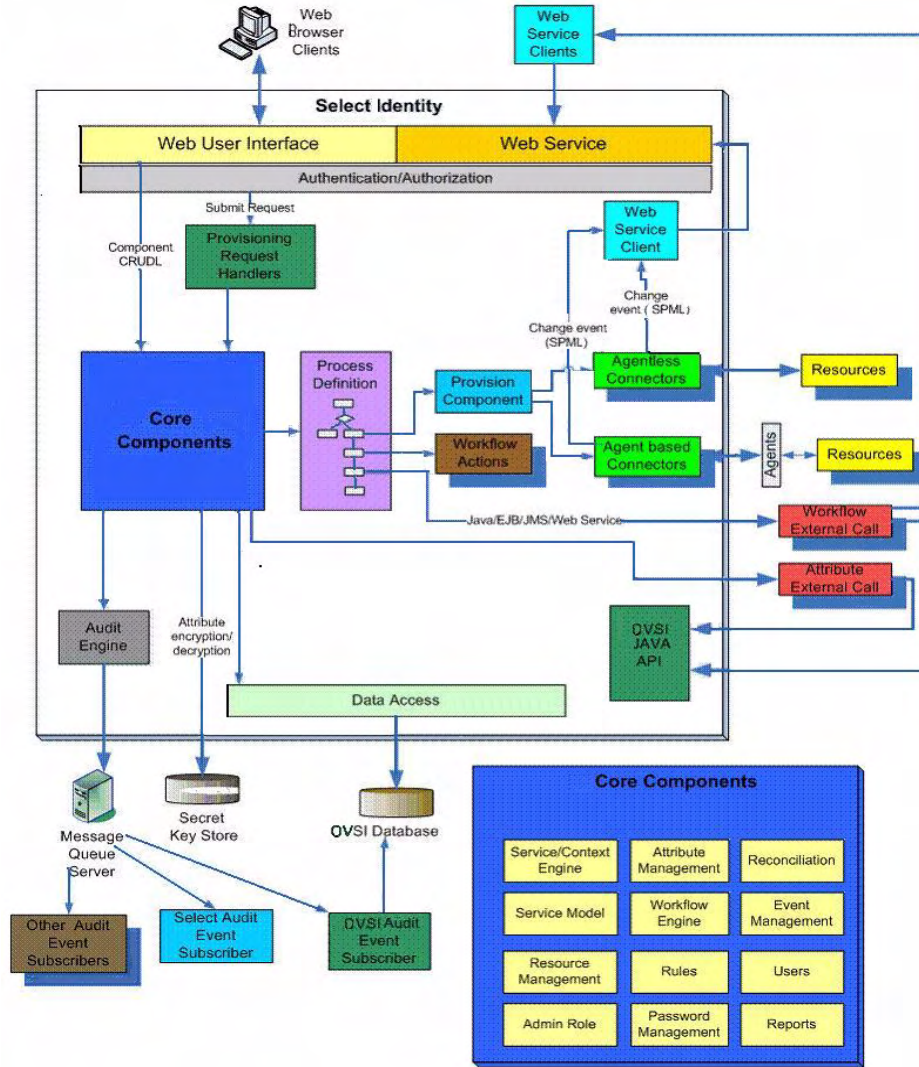 Web
Browser
Clients
Web
Service
Clients
Select Identity
Web User Interface
Web Service
Authentication/Authorization
Submit Request
Component
CRUDL
Provisioning
Request
Handlers
Web
Service
Client
Change
event ( SPML)
Change event
(SPML)
Core
Components
Process
Definition
Provision
Component
Agentless
Connectors
Resources
Workflow
Actions
Agent based
Connectors
Agents
Resources
Java/EJB/JMS/Web Service
Workflow
External Call
Attribute
External Call
Audit
Engine
Attribute
encryption/
decryption
OVSI
JAVA
API
Data Access
Message
Queue
Server
Secret
Key Store
OVSI Database
Other Audit
Event
Subscribers
Select Audit
Event
Subscriber
OVSI Audit
Event
Subscriber
Core Components
Service/Context
Engine
Attribute
Management
Reconciliation
Service Model
Workflow
Engine
Event
Management
Resource
Management
Rules
Users
Admin Role
Password
Management
Reports